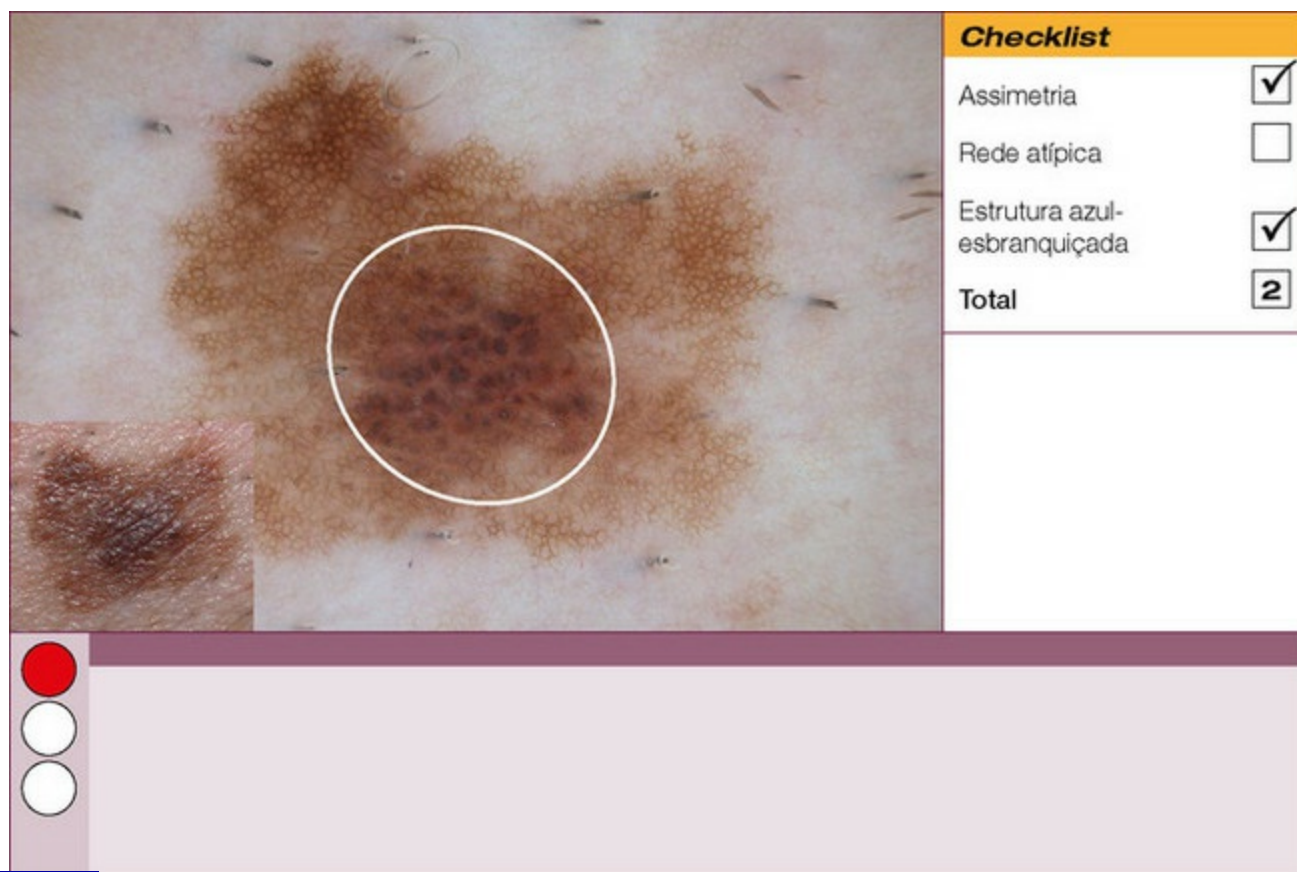 Checklist
Assimetria
Rede atípica
Estrutura azul-
esbranquiçada
Total 2